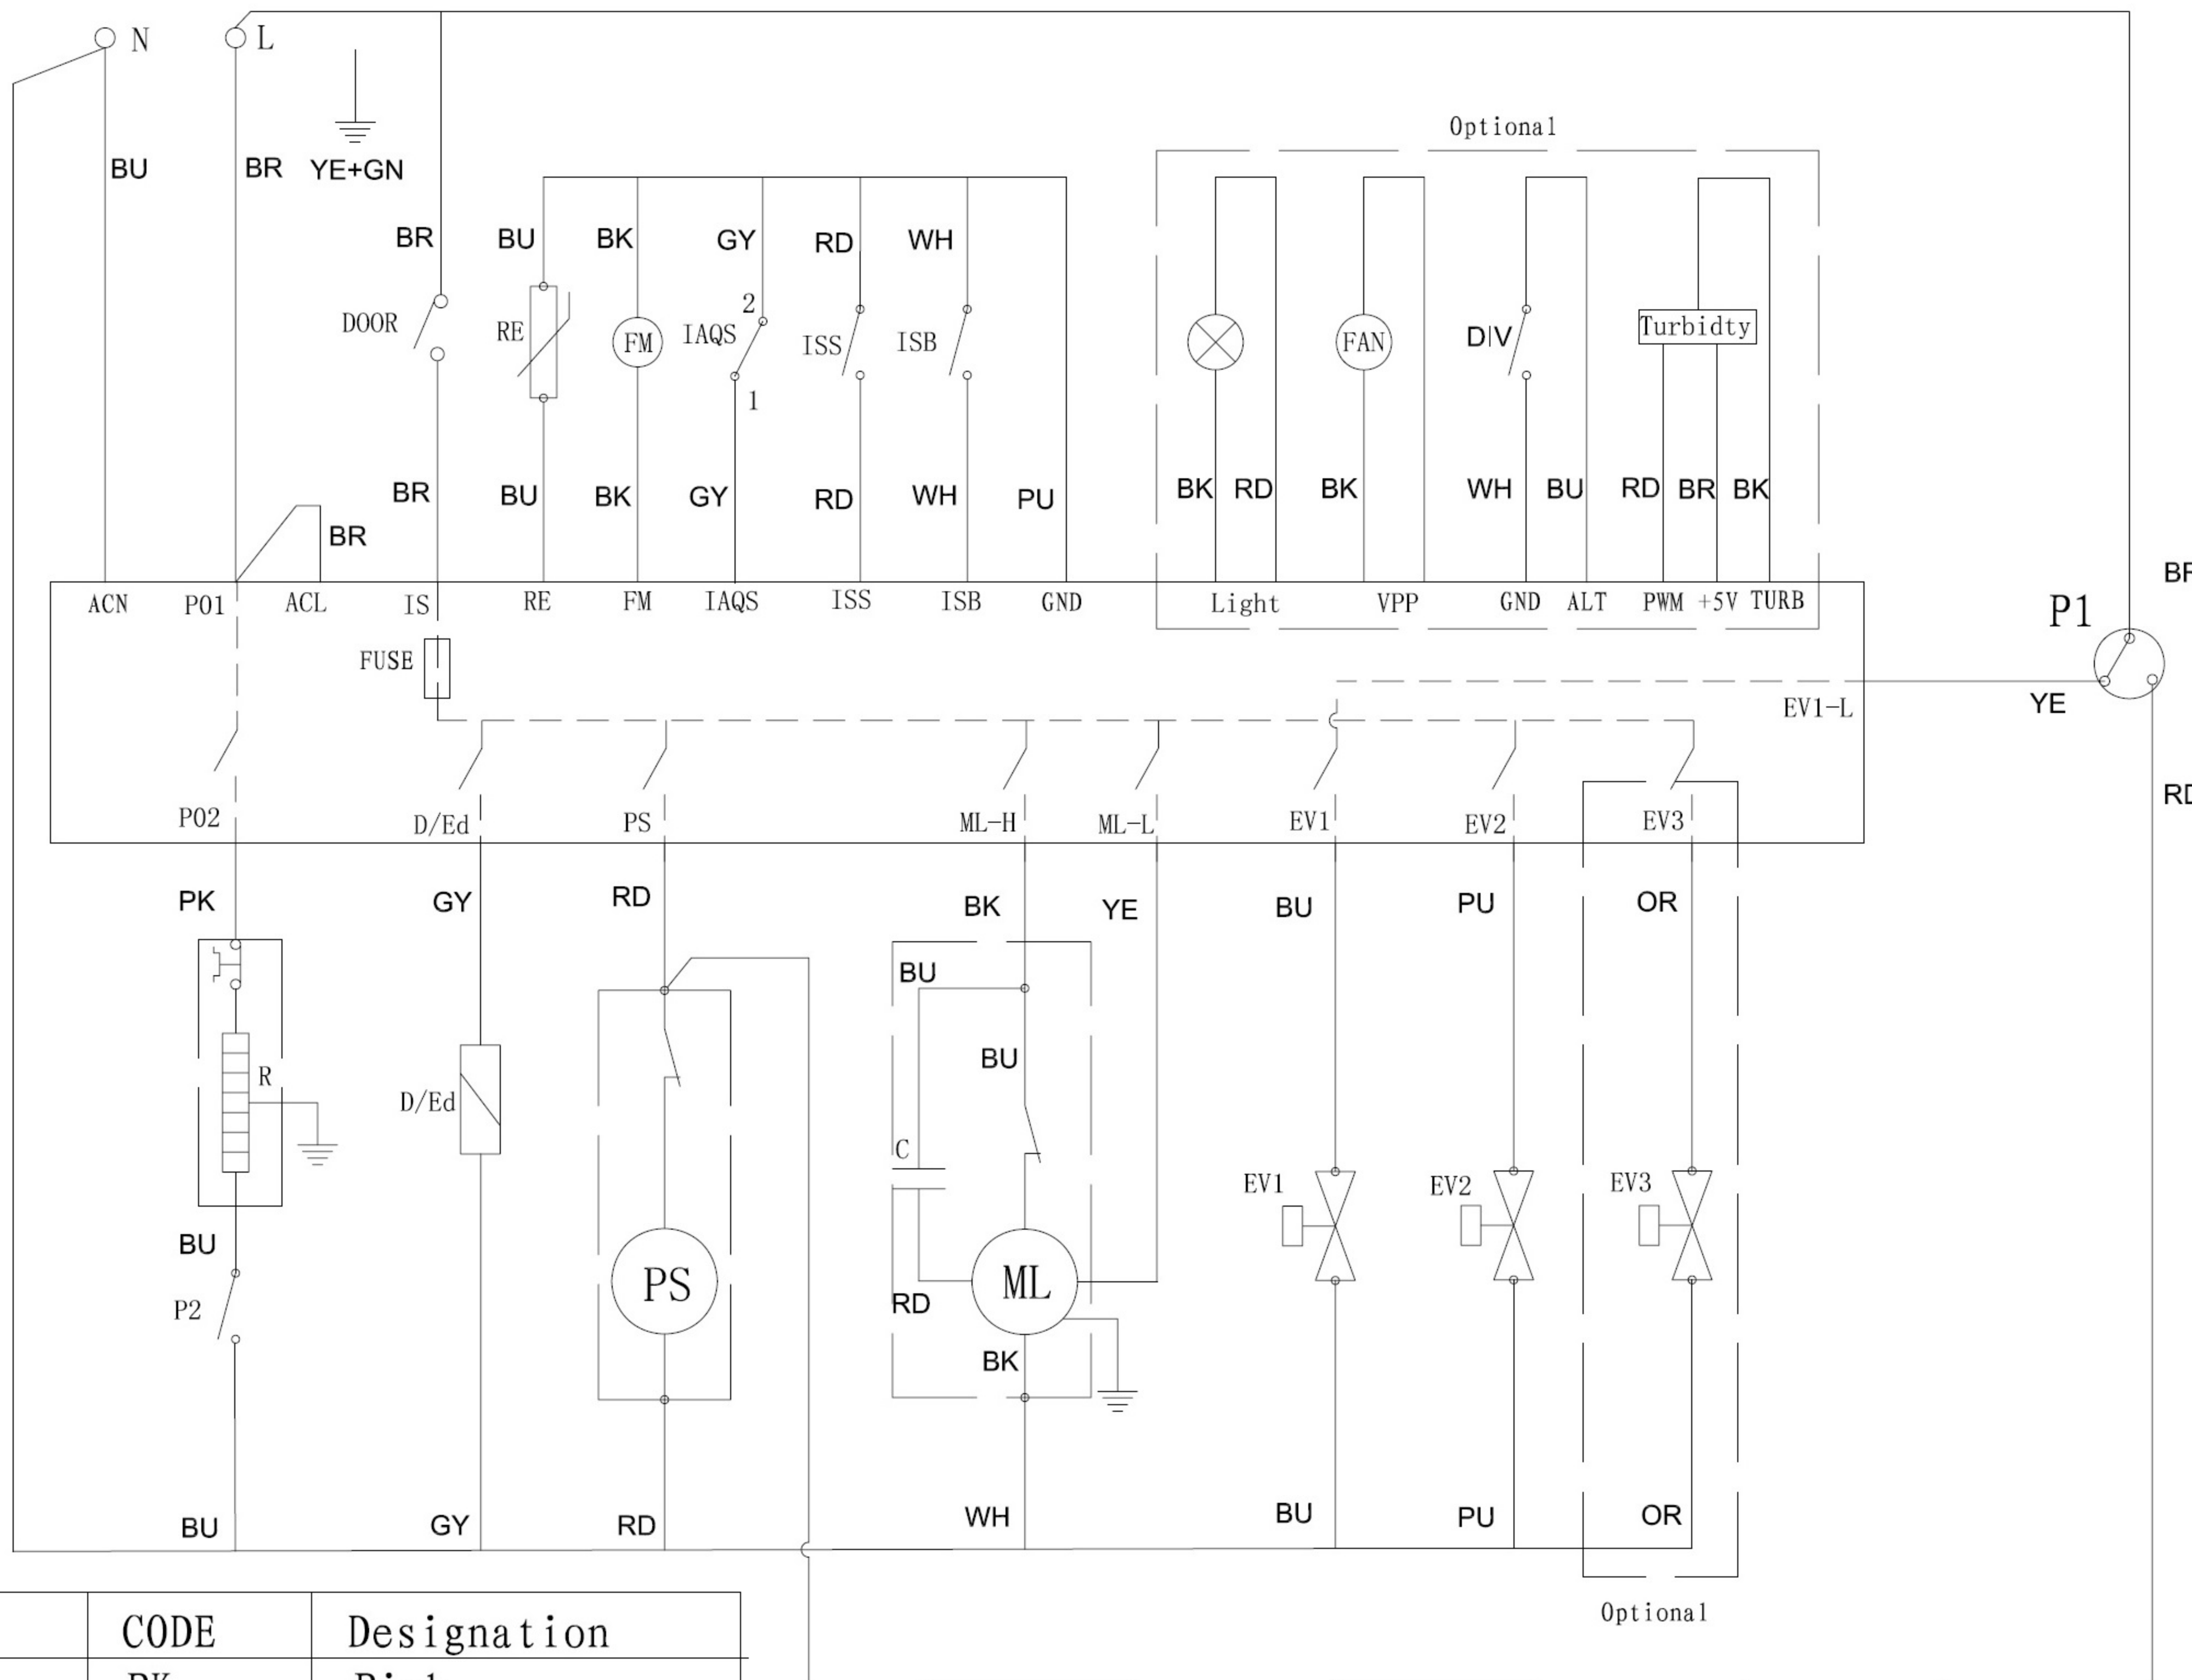 N L
Optional
BU BR YE+GN
BR BU BK GY RD WH
2
DOOR RE FM IAQS ISS ISB FAN DIV Turbidty
1
BR BU BK GY RD WH PU BK RD BK WH BU RD BR BK
BR
BR
ACN P01 ACL IS RE FM IAQS ISS ISB GND Light VPP GND ALT PWM +5V TURB P1
FUSE
EV1-L YE
RD
P02 D/Ed PS ML-H ML-L EV1 EV2 EV3
PK GY RD BK YE BU PU OR
BU
BU
R
D/Ed
C
EV1 EV2 EV3
BU
PS ML
P2 RD
BK
BU GY RD WH BU PU OR
Optional
CODE Designation